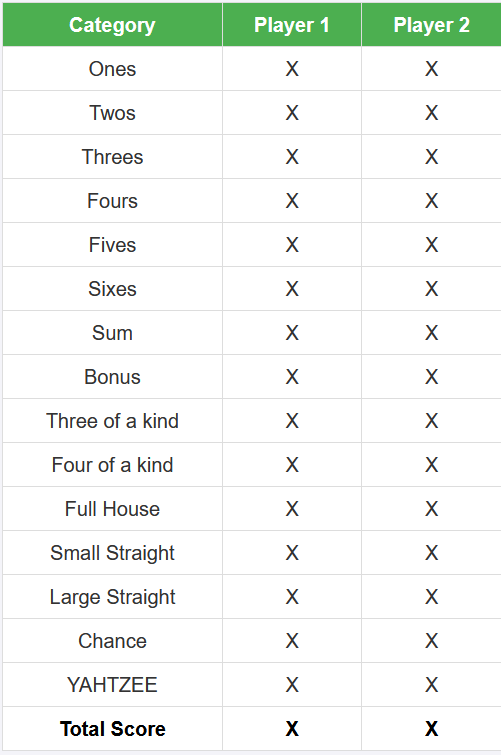 Category Player 1 Player 2
Ones X X
Twos X X
Threes X X
Fours X X
Fives X X
Sixes X X
Sum X X
Bonus X X
Three of a kind X X
Four of a kind X X
Full House X X
Small Straight X X
Large Straight X X
Chance X X
YAHTZEE X X
Total Score X X